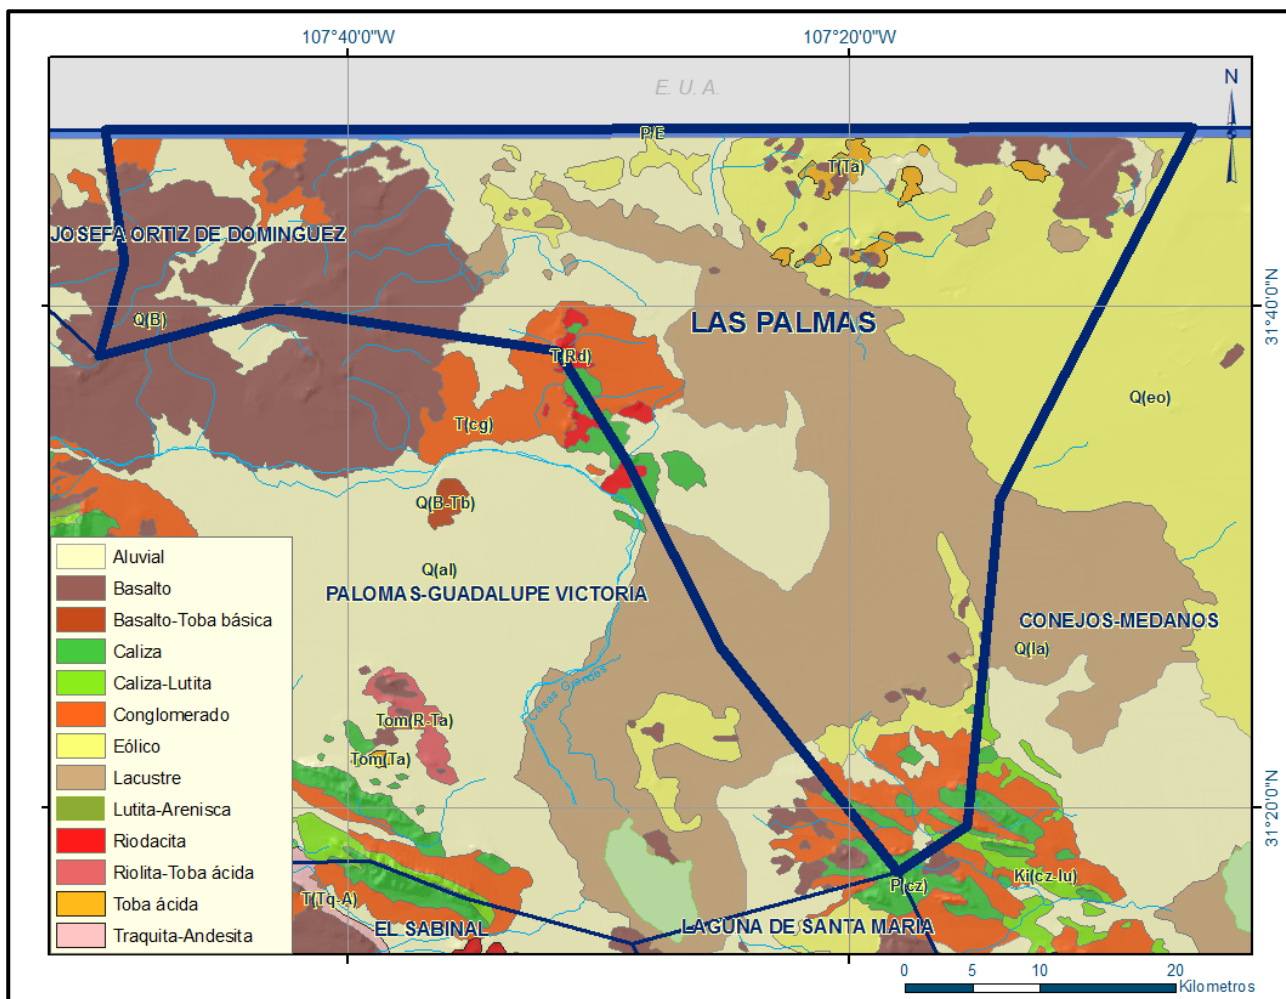 107°40'0"W
107°20'0"W
E. U. A.
N
P/E
T(Ta)
JOSEFA ORTIZ DE DOMINGUEZ
Q(B)
LAS PALMAS
31°40'0"N
T(Rd)
Q(eo)
T(cg)
Q(B-Tb)
Q(al)
PALOMAS-GUADALUPE VICTORIA
CONEJOS-MEDANOS
Q(la)
Casas Grandes
Tom(R-Ta)
Tom(Ta)
31°20'0"N
P(cz)
Ki(cz-lu)
T(Tq-A)
EL SABINAL
LAGUNA DE SANTA MARIA
Aluvial
Basalto
Basalto-Toba básica
Caliza
Caliza-Lutita
Conglomerado
Eólico
Lacustre
Lutita-Arenisca
Riodacita
Riolita-Toba ácida
Toba ácida
Traquita-Andesita
0 5 10 20
Kilometros